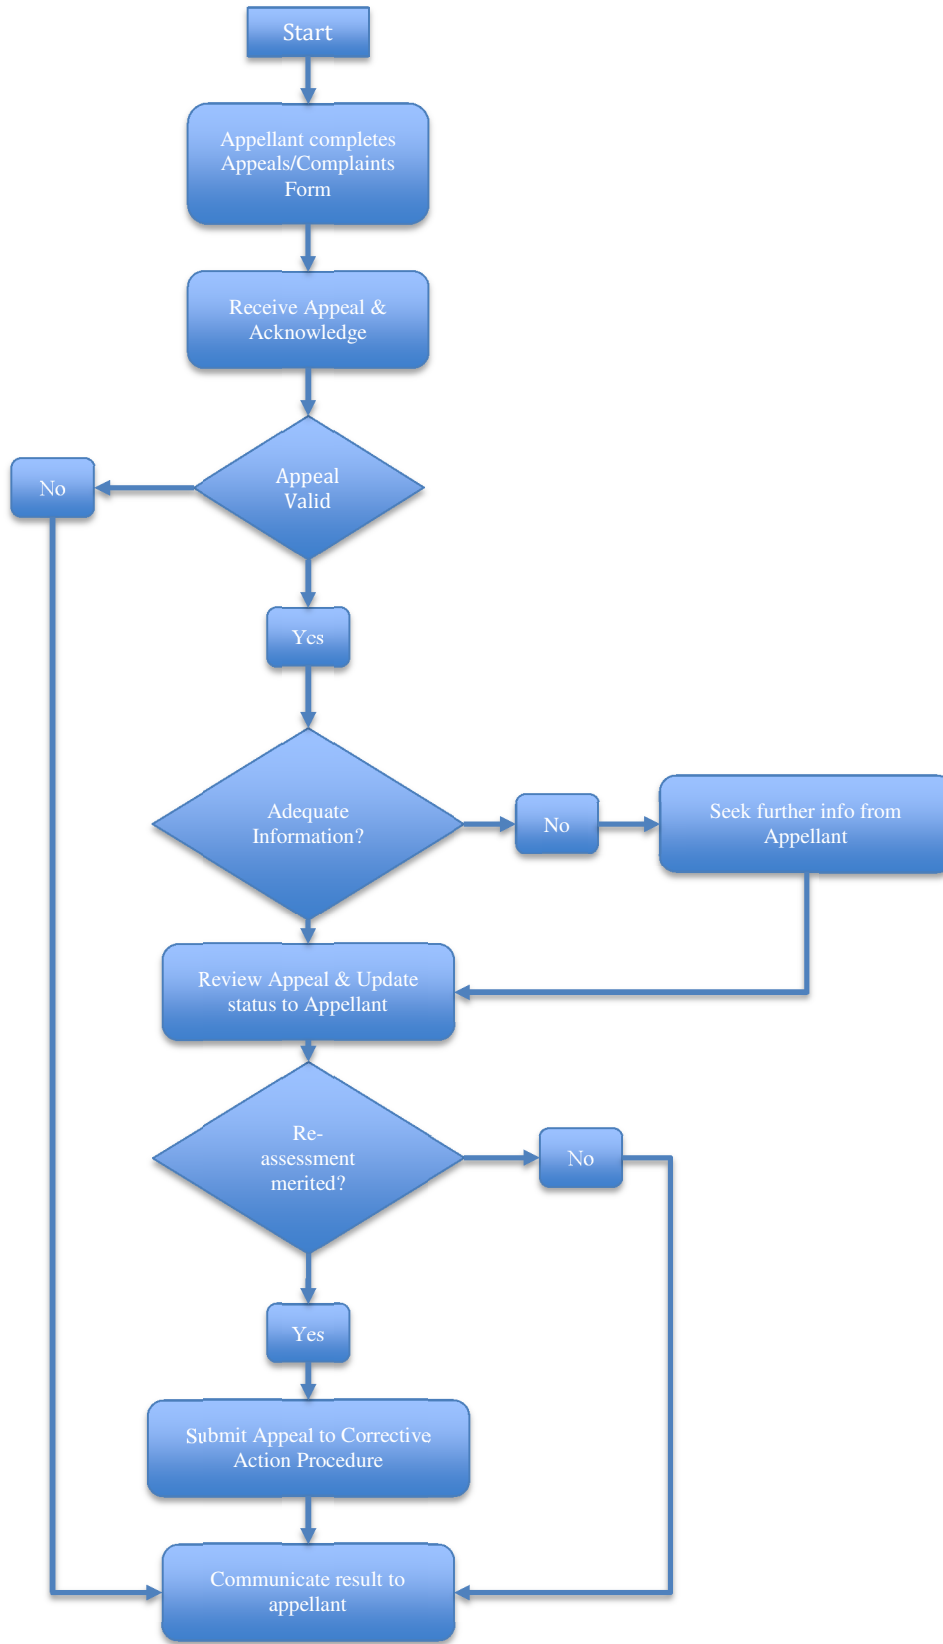 Start
Appellant completes
Appeals/Complaints
Form
Receive Appeal &
Acknowledge
Appeal
Valid
No
Yes
Adequate
Information?
No
Seek further info from
Appellant
Review Appeal & Update
status to Appellant
Re-
assessment
merited?
No
Yes
Submit Appeal to Corrective
Action Procedure
Communicate result to
appellant